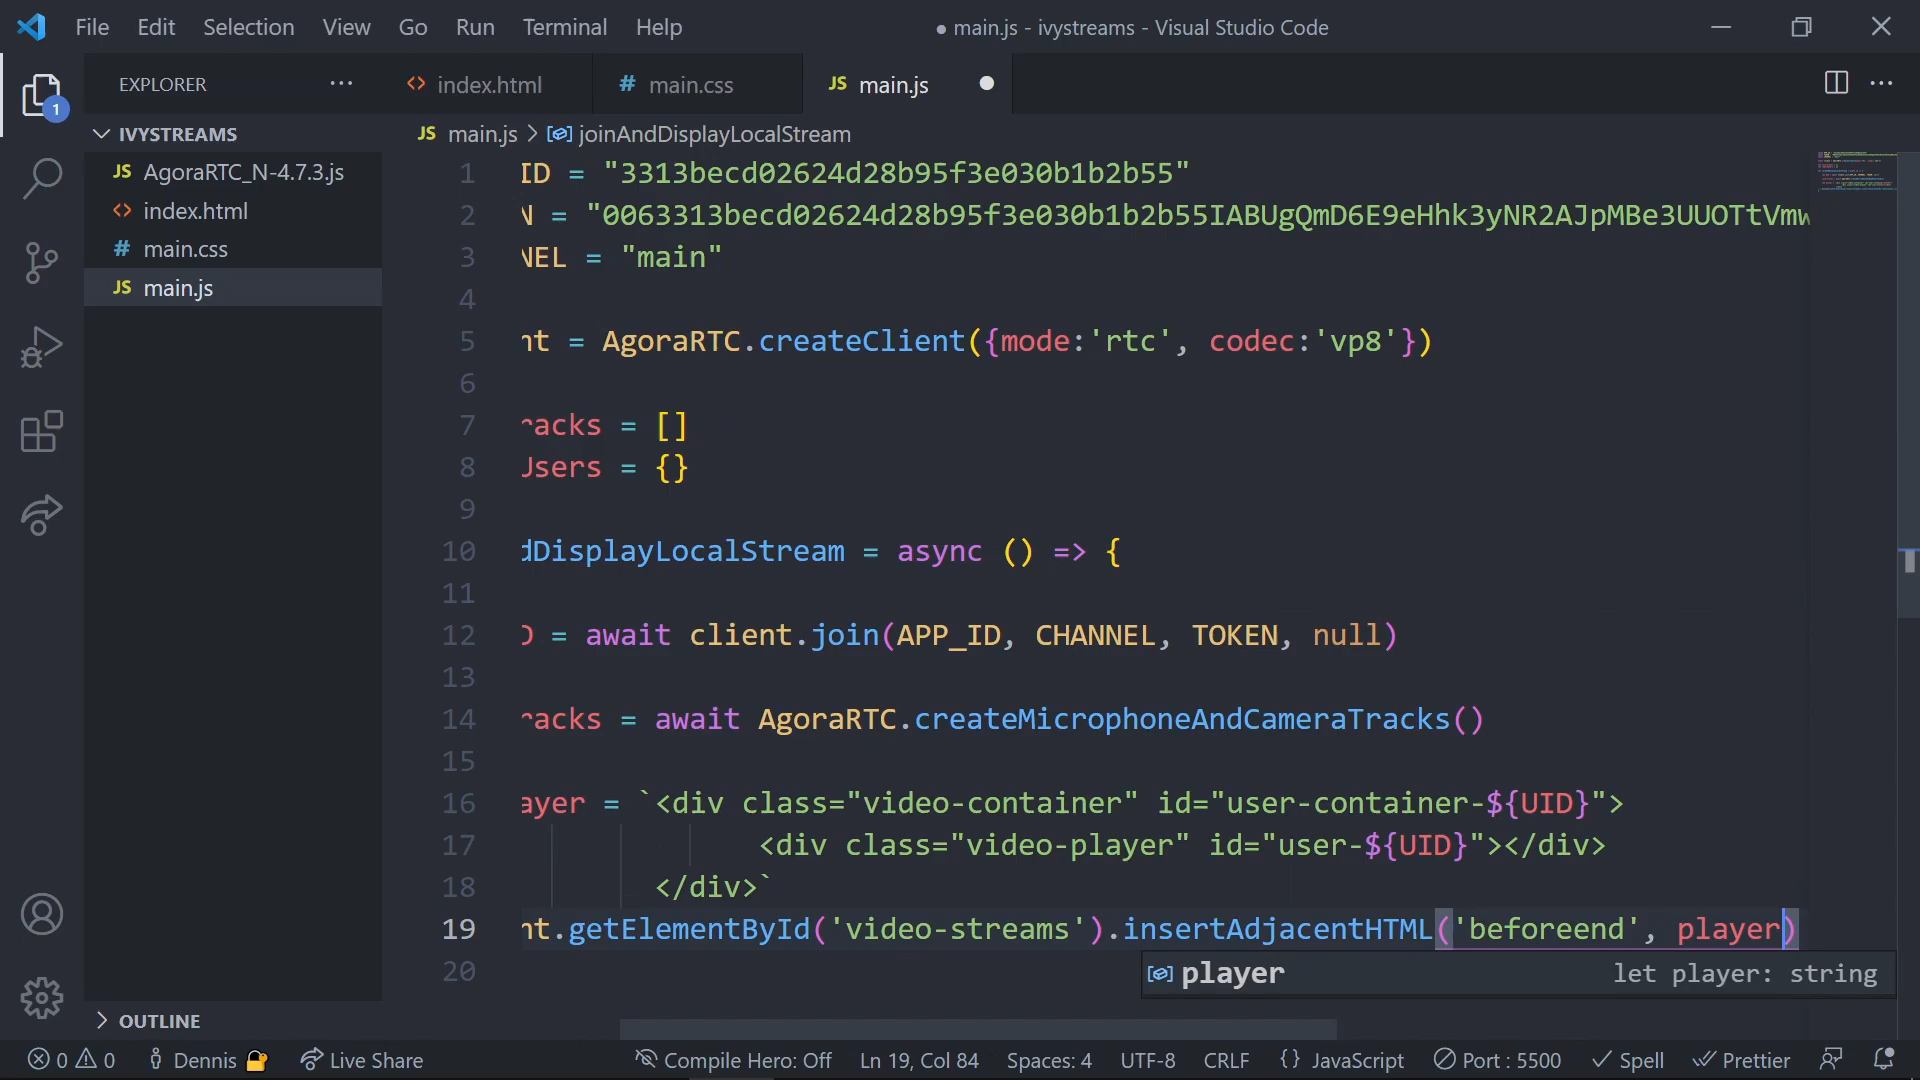 File Edit Selection View Go Run Terminal Help
● main.js - ivystreams - Visual Studio Code
EXPLORER ···
<> index.html
# main.css
JS main.js
···
1
IVYSTREAMS
JS AgoraRTC_N-4.7.3.js
<> index.html
# main.css
JS main.js
JS main.js > joinAndDisplayLocalStream
1 ID = "3313becd02624d28b95f3e030b1b2b55"
2 N = "0063313becd02624d28b95f3e030b1b2b55IABUgQmD6E9eHhk3yNR2AJpMBe3UUOTtVmw
3 NEL = "main"
4
5 nt = AgoraRTC.createClient({mode:'rtc', codec:'vp8'})
6
7 racks = []
8 Users = {}
9
10 dDisplayLocalStream = async () => {
11
12 D = await client.join(APP_ID, CHANNEL, TOKEN, null)
13
14 racks = await AgoraRTC.createMicrophoneAndCameraTracks()
15
16 ayer = `<div class="video-container" id="user-container-${UID}">
17 <div class="video-player" id="user-${UID}"></div>
18 </div>`
19 nt.getElementById('video-streams').insertAdjacentHTML('beforeend', player)
20
player let player: string
OUTLINE
0 0 Dennis Live Share Compile Hero: Off Ln 19, Col 84 Spaces: 4 UTF-8 CRLF {} JavaScript Port : 5500 Spell Prettier